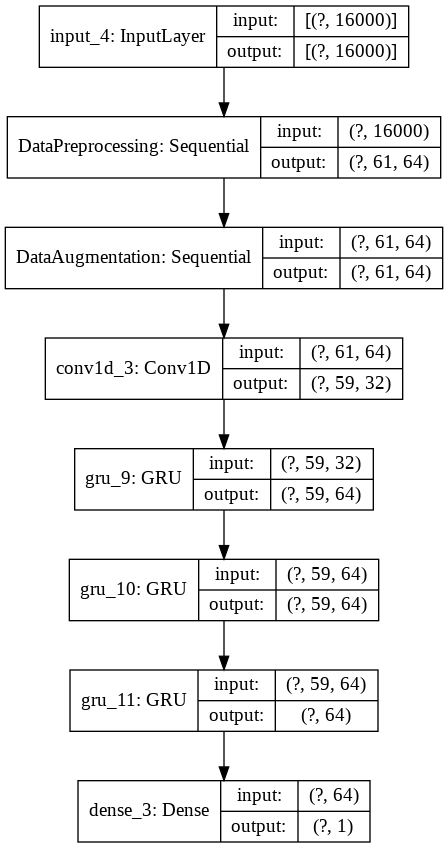 input_4: InputLayer
input:
[(?, 16000)]
output:
[(?, 16000)]
DataPreprocessing: Sequential
input:
(?, 16000)
output:
(?, 61, 64)
DataAugmentation: Sequential
input:
(?, 61, 64)
output:
(?, 61, 64)
conv1d_3: Conv1D
input:
(?, 61, 64)
output:
(?, 59, 32)
gru_9: GRU
input:
(?, 59, 32)
output:
(?, 59, 64)
gru_10: GRU
input:
(?, 59, 64)
output:
(?, 59, 64)
gru_11: GRU
input:
(?, 59, 64)
output:
(?, 64)
dense_3: Dense
input:
(?, 64)
output:
(?, 1)